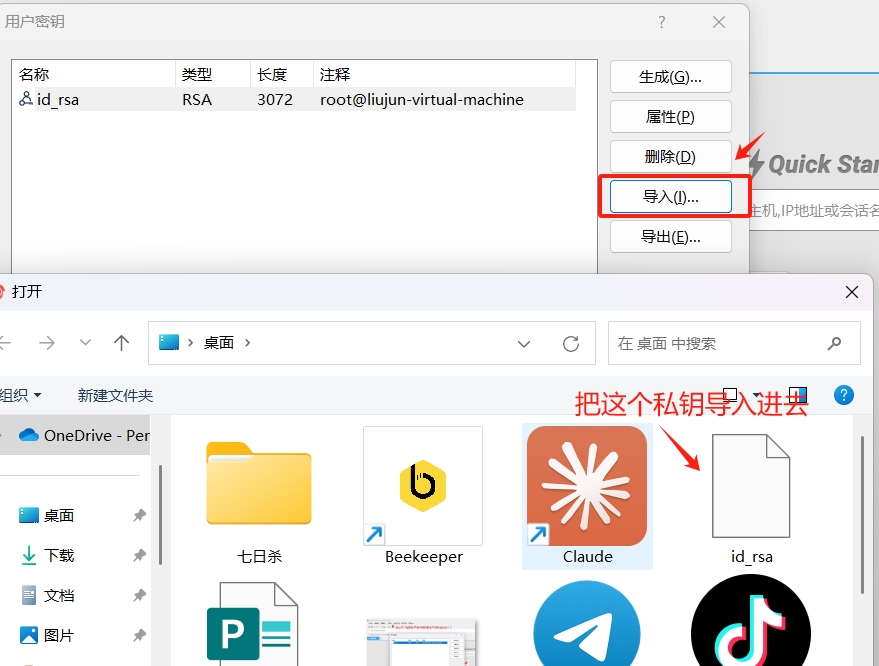 用户密钥
?
名称 类型 长度 注释
id_rsa RSA 3072 root@liujun-virtual-machine
生成(G)...
属性(P)
删除(D)
导入(I)...
导出(E)...
Quick Star
主机,IP地址或会话名
打开
桌面
在 桌面 中搜索
组织
新建文件夹
?
把这个私钥导入进去
OneDrive - Per
桌面
下载
文档
图片
七日杀
b
Beekeeper
Claude
id_rsa
P